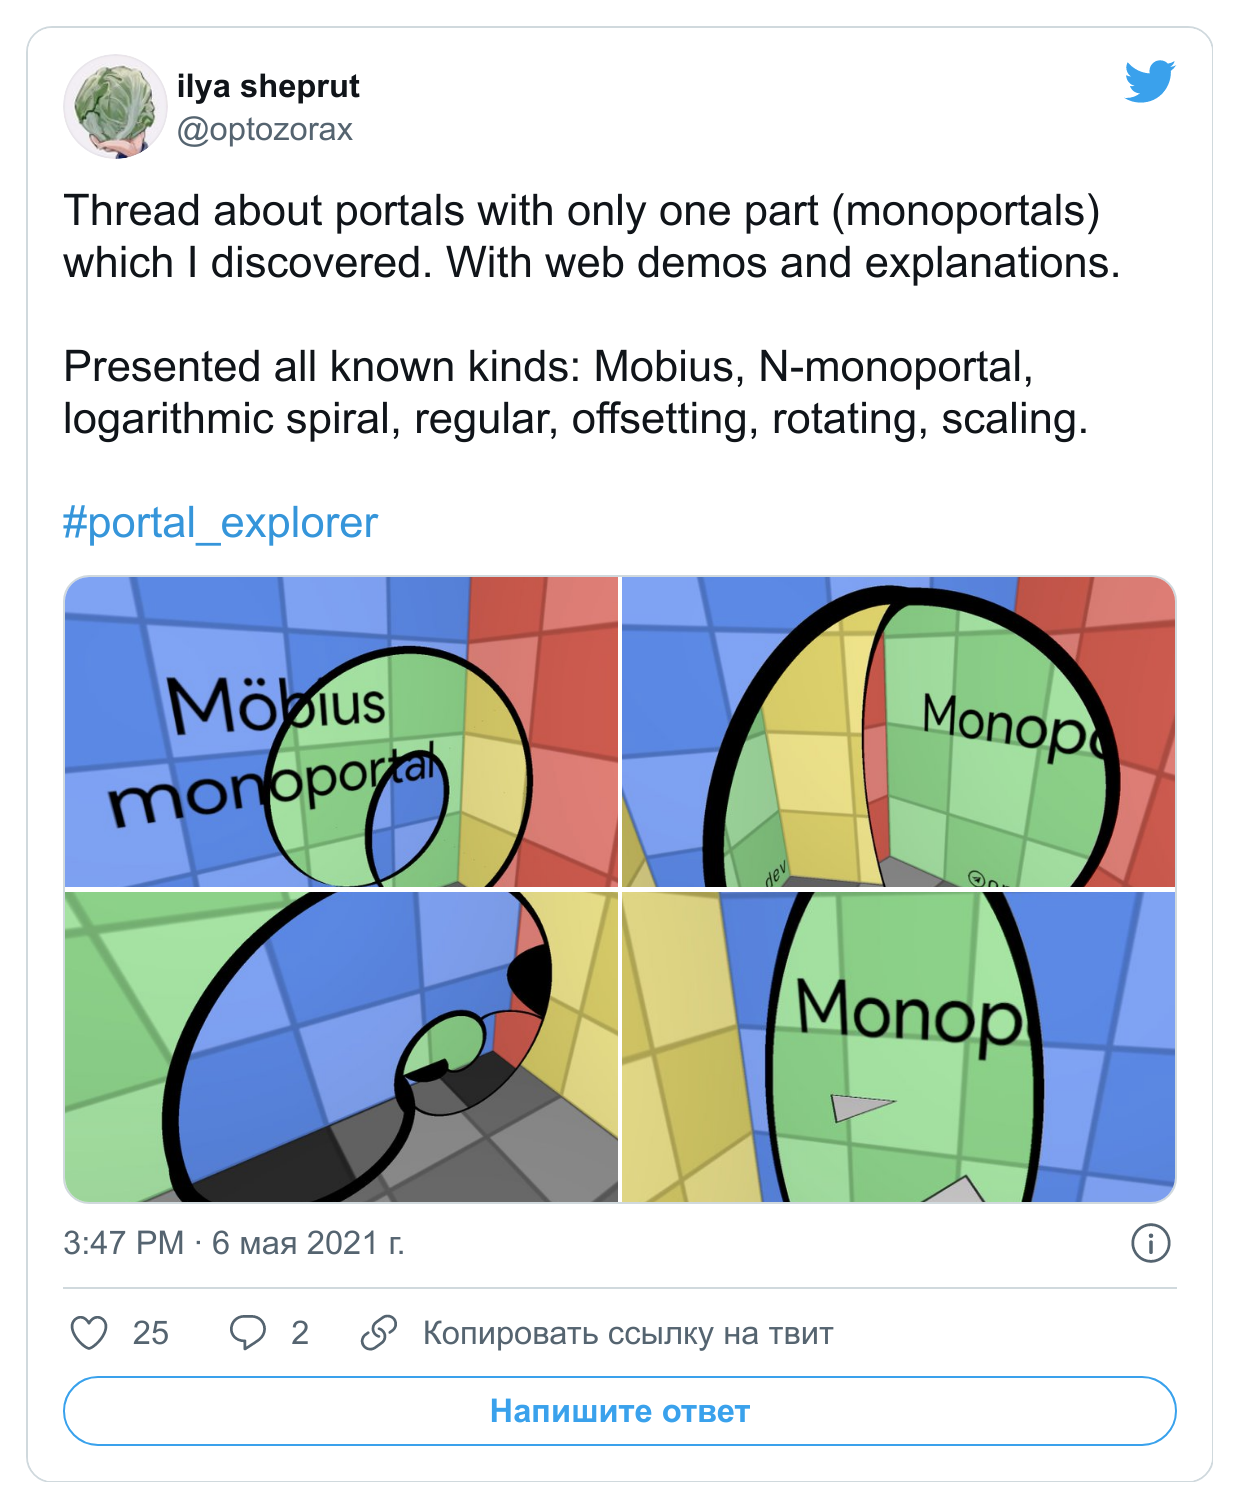 ilya sheprut
@optozorax
Thread about portals with only one part (monoportals)
which I discovered. With web demos and explanations.
Presented all known kinds: Mobius, N-monoportal,
logarithmic spiral, regular, offsetting, rotating, scaling.
#portal_explorer
Möbius
monoportal
Monopo
dev
Monop
3:47 PM · 6 мая 2021 г.
25
2
Копировать ссылку на твит
Напишите ответ